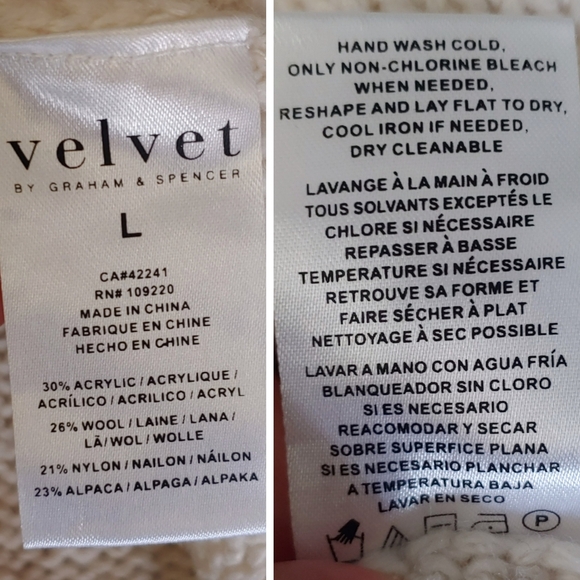 velvet
BY GRAHAM & SPENCER
L
CA#42241
RN# 109220
MADE IN CHINA
FABRIQUE EN CHINE
HECHO EN CHINE
30% ACRYLIC / ACRYLIQUE /
ACRÍLICO / ACRILICO / ACRYL
26% WOOL / LAINE / LANA /
LÃ/WOL / WOLLE
21% NYLON / NAILON / NÁILON
23% ALPACA / ALPAGA / ALPAKA
HAND WASH COLD,
ONLY NON-CHLORINE BLEACH
WHEN NEEDED,
RESHAPE AND LAY FLAT TO DRY,
COOL IRON IF NEEDED,
DRY CLEANABLE
LAVANGE À LA MAIN À FROID
TOUS SOLVANTS EXCEPTÉS LE
CHLORE SI NÉCESSAIRE
REPASSER À BASSE
TEMPERATURE SI NÉCESSAIRE
RETROUVE SA FORME ET
FAIRE SÉCHER À PLAT
NETTOYAGE À SEC POSSIBLE
LAVAR A MANO CON AGUA FRÍA
BLANQUEADOR SIN CLORO
SI ES NECESARIO
REACOMODAR Y SECAR
SOBRE SUPERFICE PLANA
SI ES NECESARIO PLANCHAR
A TEMPERATURA BAJA
LAVAR EN SECO
P